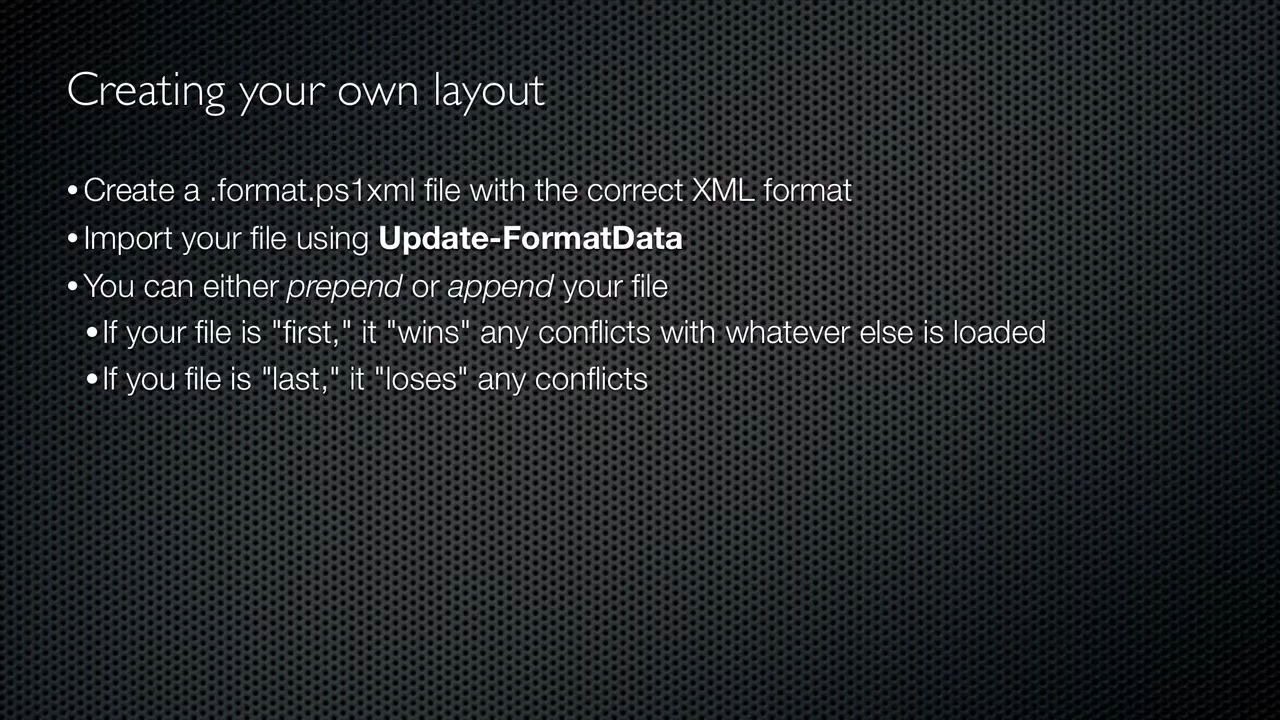 Creating your own layout
•Create a .format.ps1xml file with the correct XML format
•Import your file using Update-FormatData
•You can either prepend or append your file
•If your file is "first," it "wins" any conflicts with whatever else is loaded
•If you file is "last," it "loses" any conflicts